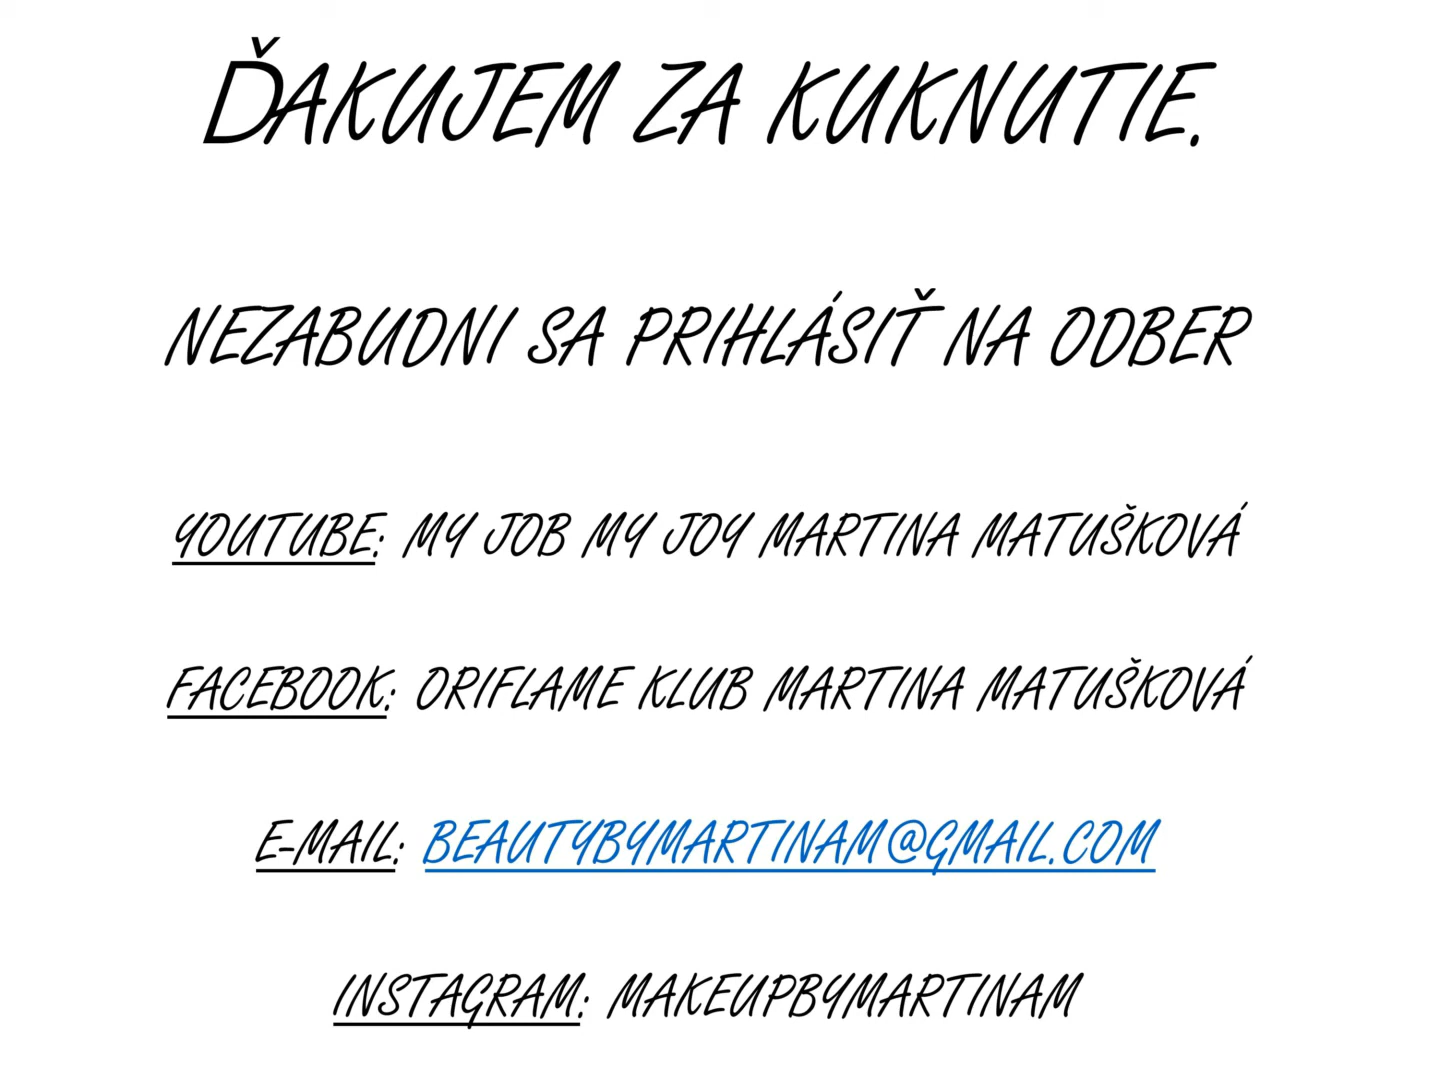 ĎAKUJEM ZA KUKNUTIE.
NEZABUDNI SA PRIHLÁSIŤ NA ODBER
YOUTUBE: MY JOB MY JOY MARTINA MATUŠKOVÁ
FACEBOOK: ORIFLAME KLUB MARTINA MATUŠKOVÁ
E-MAIL: BEAUTYBYMARTINAM@GMAIL.COM
INSTAGRAM: MAKEUPBYMARTINAM